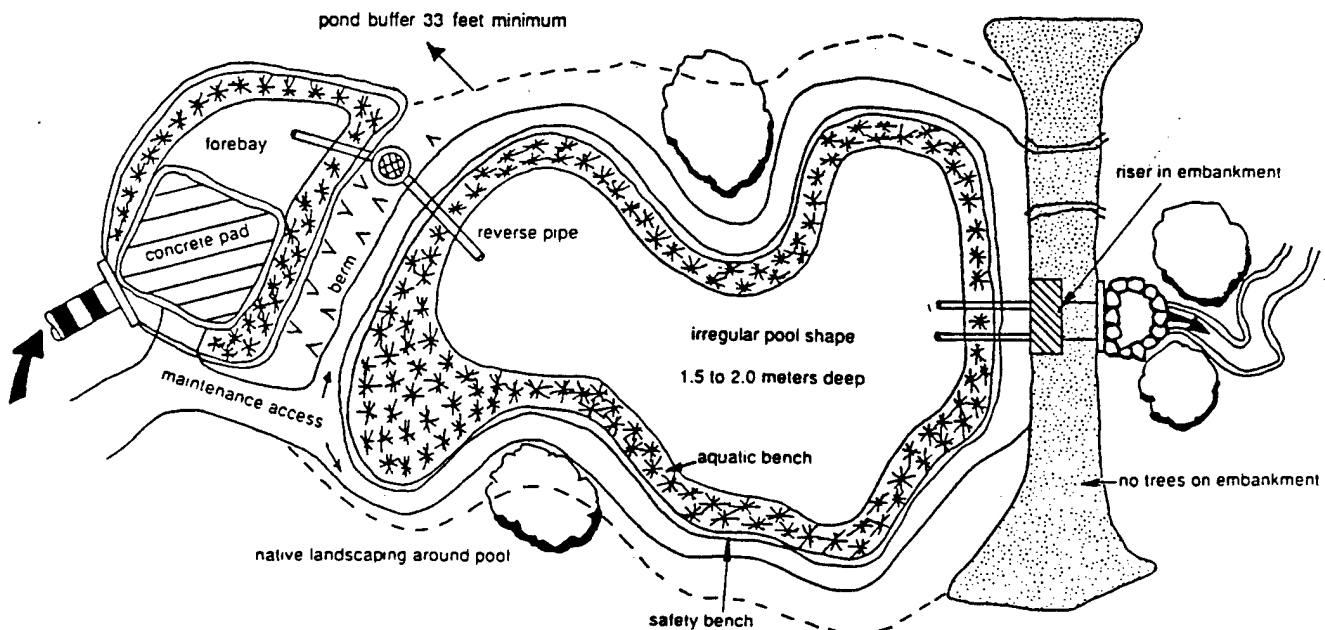 pond buffer 33 feet minimum
forebay
riser in embankment
concrete pad
reverse pipe
berm
irregular pool shape
1.5 to 2.0 meters deep
maintenance access
aquatic bench
no trees on embankment
native landscaping around pool
safety bench